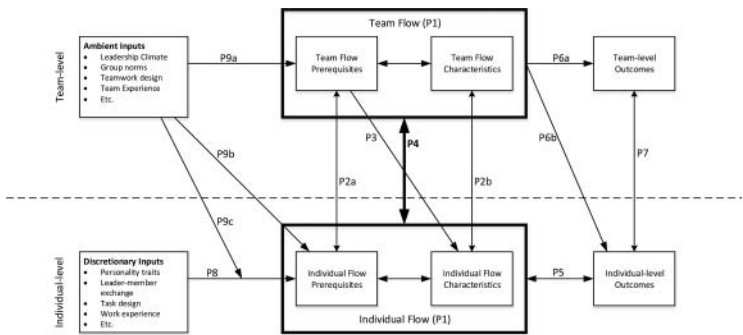 Team Flow (P1)
Ambient Inputs
• Leadership Climate
• Group norms
• Teamwork design
• Team Experience
• Etc.
P9a
Team Flow
Prerequisites
Team Flow
Characteristics
P6a
Team-level
Outcomes
Team-level
P3
P4
P6b
P9b
P2a
P2b
P7
P9c
Discretionary Inputs
• Personality traits
• Leader-member
exchange
• Task design
• Work experience
• Etc.
P8
Individual Flow
Prerequisites
Individual Flow
Characteristics
P5
Individual-level
Outcomes
Individual-level
Individual Flow (P1)